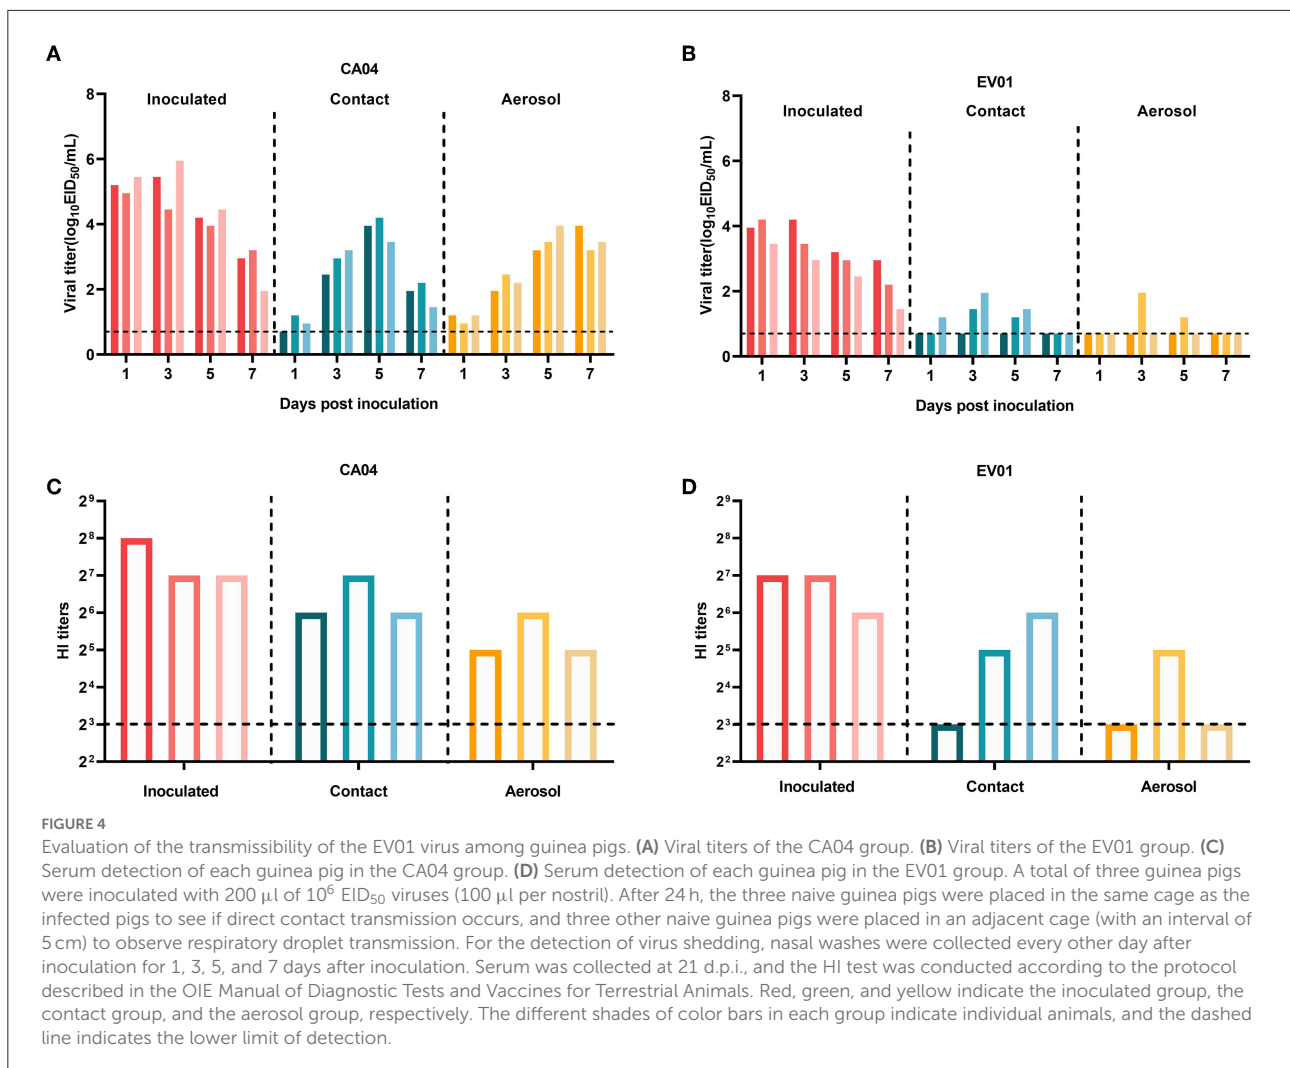 A
CA04
Inoculated
Contact
Aerosol
Viral titer(log10EID50/mL)
8
6
4
2
0
1 3 5 7 1 3 5 7 1 3 5 7
Days post inoculation
B
EV01
Inoculated
Contact
Aerosol
Viral titer(log10EID50/mL)
8
6
4
2
0
1 3 5 7 1 3 5 7 1 3 5 7
Days post inoculation
C
CA04
HI titers
2⁹
2⁸
2⁷
2⁶
2⁵
2⁴
2³
2²
Inoculated
Contact
Aerosol
D
EV01
HI titers
2⁹
2⁸
2⁷
2⁶
2⁵
2⁴
2³
2²
Inoculated
Contact
Aerosol
FIGURE 4
Evaluation of the transmissibility of the EV01 virus among guinea pigs. (A) Viral titers of the CA04 group. (B) Viral titers of the EV01 group. (C)
Serum detection of each guinea pig in the CA04 group. (D) Serum detection of each guinea pig in the EV01 group. A total of three guinea pigs
were inoculated with 200 µl of 10⁶ EID50 viruses (100 µl per nostril). After 24 h, the three naive guinea pigs were placed in the same cage as the
infected pigs to see if direct contact transmission occurs, and three other naive guinea pigs were placed in an adjacent cage (with an interval of
5 cm) to observe respiratory droplet transmission. For the detection of virus shedding, nasal washes were collected every other day after
inoculation for 1, 3, 5, and 7 days after inoculation. Serum was collected at 21 d.p.i., and the HI test was conducted according to the protocol
described in the OIE Manual of Diagnostic Tests and Vaccines for Terrestrial Animals. Red, green, and yellow indicate the inoculated group, the
contact group, and the aerosol group, respectively. The different shades of color bars in each group indicate individual animals, and the dashed
line indicates the lower limit of detection.